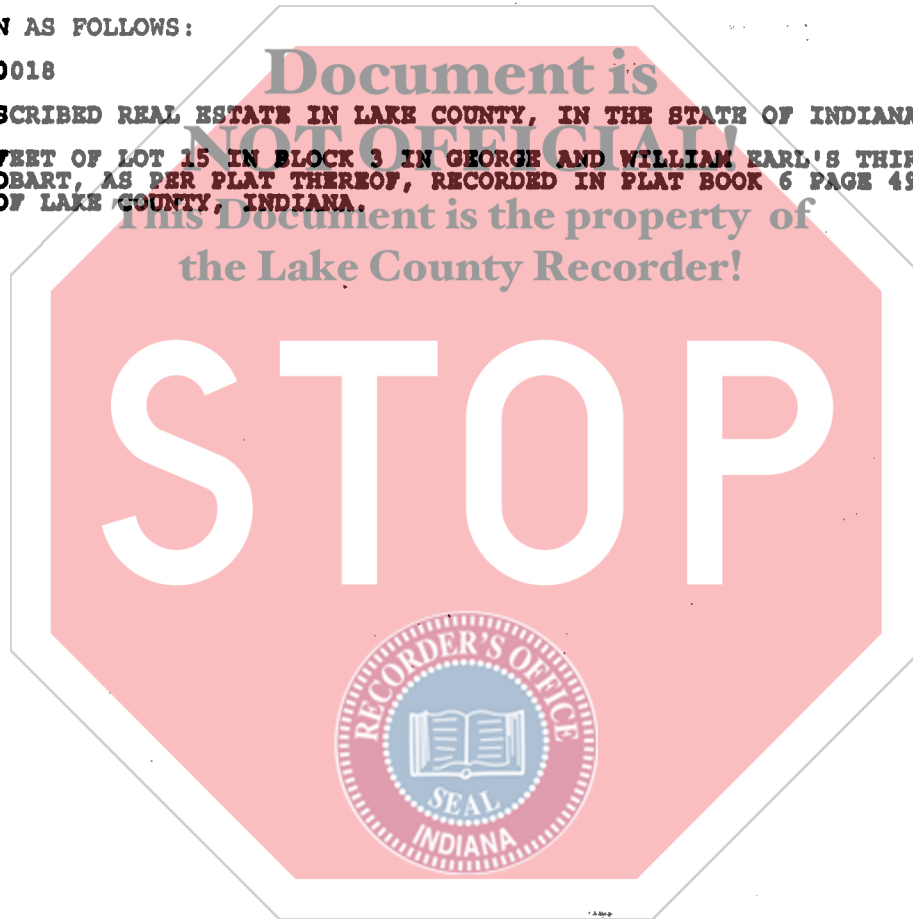 N AS FOLLOWS:
0018
SCRIBED REAL ESTATE IN LAKE COUNTY, IN THE STATE OF INDIANA
FEET OF LOT 15 IN BLOCK 3 IN GEORGE AND WILLIAM EARL'S THIR
OBART, AS PER PLAT THEREOF, RECORDED IN PLAT BOOK 6 PAGE 49
OF LAKE COUNTY, INDIANA.
Document is
NOT OFFICIAL!
This Document is the property of
the Lake County Recorder!
STOP
RECORDER'S OFFICE
SEAL
INDIANA